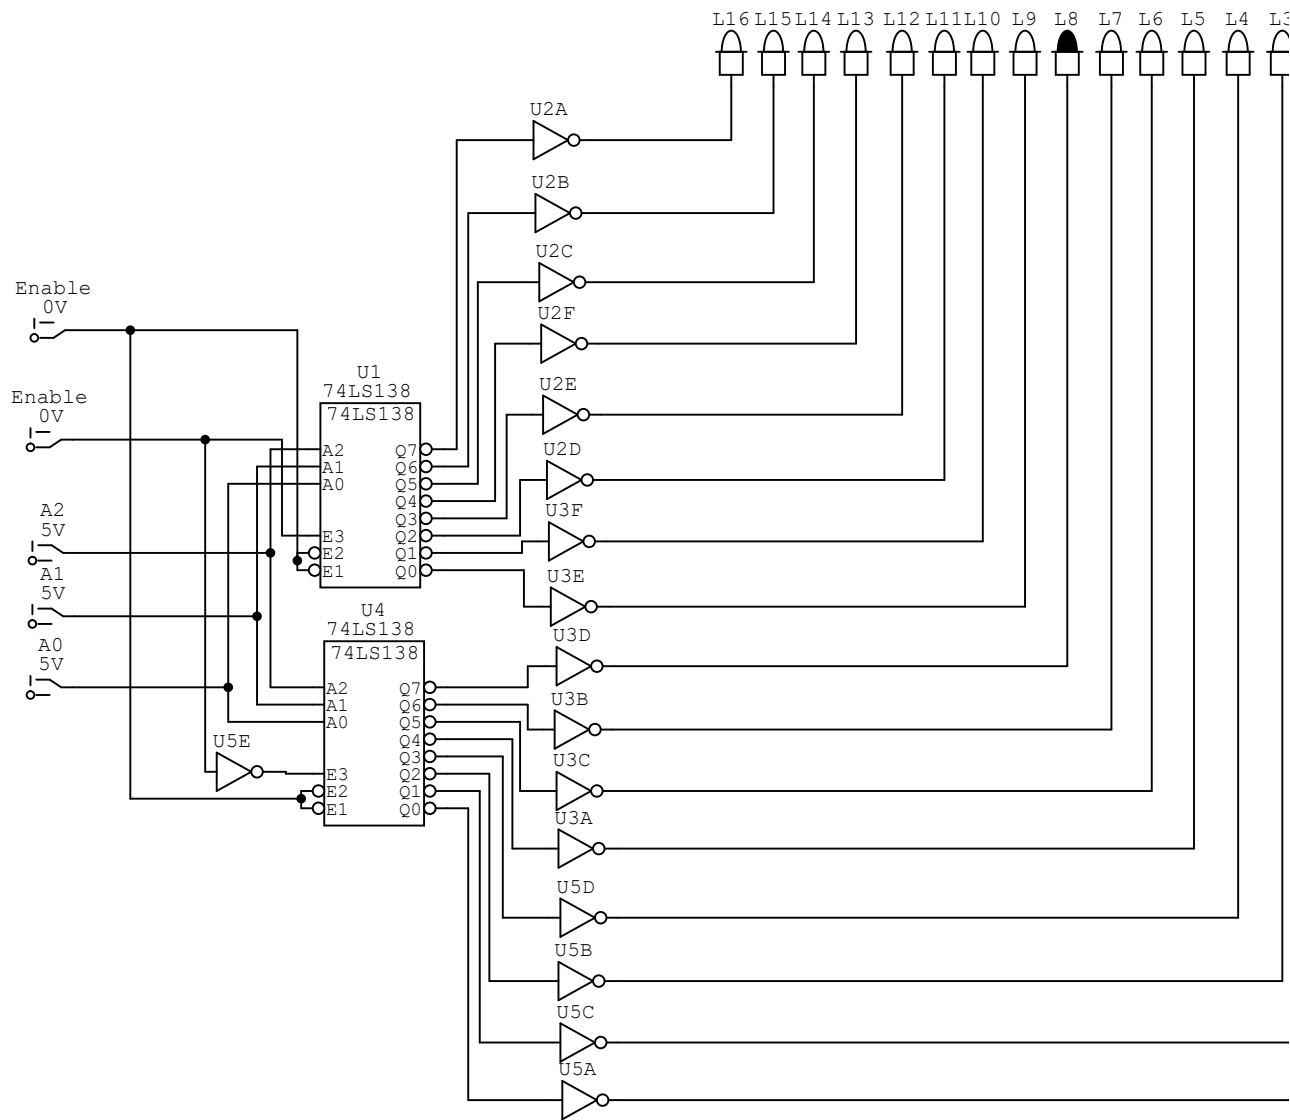 L16 L15 L14 L13 L12 L11 L10 L9 L8 L7 L6 L5 L4 L3
U2A
U2B
U2C
U2F
U2E
U2D
U3F
U3E
U3D
U3B
U3C
U3A
U5D
U5B
U5C
U5A
Enable
0V
Enable
0V
A2
5V
A1
5V
A0
5V
U5E
U1
74LS138
74LS138
A2 Q7
A1 Q6
A0 Q5
Q4
Q3
E3 Q2
E2 Q1
E1 Q0
U4
74LS138
74LS138
A2 Q7
A1 Q6
A0 Q5
Q4
Q3
E3 Q2
E2 Q1
E1 Q0